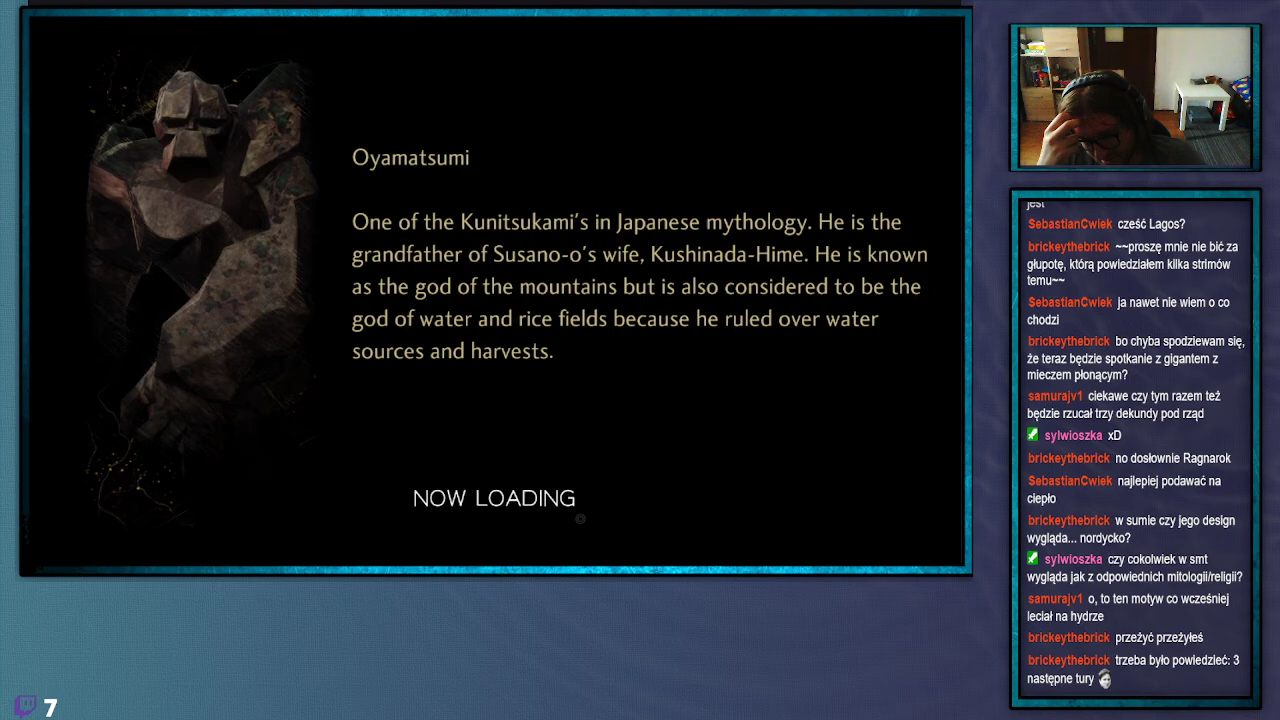 Oyamatsumi
One of the Kunitsukami's in Japanese mythology. He is the
grandfather of Susano-o's wife, Kushinada-Hime. He is known
as the god of the mountains but is also considered to be the
god of water and rice fields because he ruled over water
sources and harvests.
NOW LOADING
jest
SebastianCwiek cześć Lagos?
brickeythebrick ~~proszę mnie nie bić za
głupotę, którą powiedziałem kilka strimów
temu~~
SebastianCwiek ja nawet nie wiem o co
chodzi
brickeythebrick bo chyba spodziewam się,
że teraz będzie spotkanie z gigantem z
mieczem płonącym?
samurajv1 ciekawe czy tym razem też
będzie rzucał trzy dekundy pod rząd
sylwioszka xD
brickeythebrick no dosłownie Ragnarok
SebastianCwiek najlepiej podawać na
ciepło
brickeythebrick w sumie czy jego design
wygląda... nordycko?
sylwioszka czy cokolwiek w smt
wygląda jak z odpowiednich mitologii/religii?
samurajv1 o, to ten motyw co wcześniej
leciał na hydrze
brickeythebrick przeżyć przeżyłeś
brickeythebrick trzeba było powiedzieć: 3
następne tury
7